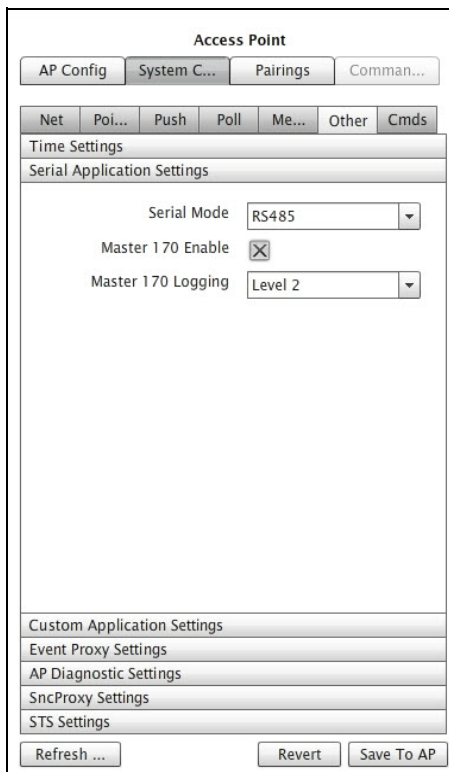 Access Point
AP Config System C... Pairings Comman...
Net Poi... Push Poll Me... Other Cmds
Time Settings
Serial Application Settings
Serial Mode RS485
Master 170 Enable
Master 170 Logging Level 2
Custom Application Settings
Event Proxy Settings
AP Diagnostic Settings
SncProxy Settings
STS Settings
Refresh ... Revert Save To AP